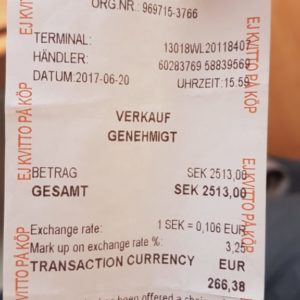 ORG.NR.: 969715-3766
TERMINAL: 13018WL20118407
HÄNDLER: 60283769 58839569
DATUM:2017-06-20 UHRZEIT:15:59
VERKAUF
GENEHMIGT
BETRAG SEK 2513,00
GESAMT SEK 2513,00
Exchange rate: 1 SEK = 0,106 EUR
Mark up on exchange rate %: 3,25
TRANSACTION CURRENCY EUR
266,38
been offered a
EJ KVITTO PÅ KÖP
EJ KVITTO PÅ KÖP
EJ KVITTO PÅ KÖP
EJ KVITTO PÅ KÖP